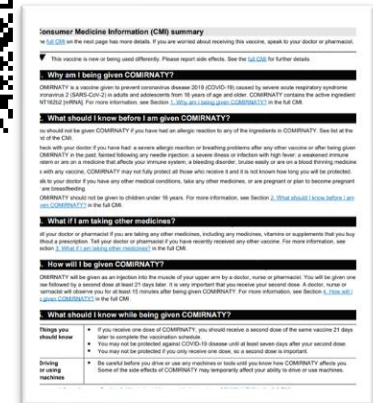 Consumer Medicine Information (CMI) summary
The full CMI on the next page has more details. If you are worried about receiving this vaccine, speak to your doctor or pharmacist.
This vaccine is new or being used differently. Please report side effects. See the full CMI for further details.
1. Why am I being given COMIRNATY?
COMIRNATY is a vaccine given to prevent coronavirus disease 2019 (COVID-19) caused by severe acute respiratory syndrome
coronavirus 2 (SARS-CoV-2) in adults and adolescents from 16 years of age and older. COMIRNATY contains the active ingredient
BNT162b2 [mRNA]. For more information, see Section 1. Why am I being given COMIRNATY? in the full CMI.
2. What should I know before I am given COMIRNATY?
You should not be given COMIRNATY if you have had an allergic reaction to any of the ingredients in COMIRNATY. See list at the
end of the CMI.
Check with your doctor if you have had: a severe allergic reaction or breathing problems after any other vaccine or after being given
COMIRNATY in the past; fainted following any needle injection; a severe illness or infection with high fever; a weakened immune
system or are on a medicine that affects your immune system; a bleeding disorder, bruise easily or are on a blood thinning medicine
As with any vaccine, COMIRNATY may not fully protect all those who receive it and it is not known how long you will be protected.
Talk to your doctor if you have any other medical conditions, take any other medicines, or are pregnant or plan to become pregnant
are breastfeeding.
COMIRNATY should not be given to children under 16 years. For more information, see Section 2. What should I know before I am
given COMIRNATY? in the full CMI.
3. What if I am taking other medicines?
Tell your doctor or pharmacist if you are taking any other medicines, including any medicines, vitamins or supplements that you buy
without a prescription. Tell your doctor or pharmacist if you have recently received any other vaccine. For more information, see
Section 3. What if I am taking other medicines? in the full CMI.
4. How will I be given COMIRNATY?
COMIRNATY will be given as an injection into the muscle of your upper arm by a doctor, nurse or pharmacist. You will be given one
dose followed by a second dose at least 21 days later. It is very important that you receive your second dose. A doctor, nurse or
pharmacist will observe you for at least 15 minutes after being given COMIRNATY. For more information, see Section 4. How will I
be given COMIRNATY? in the full CMI.
5. What should I know while being given COMIRNATY?
Things you
should know
• If you receive one dose of COMIRNATY, you should receive a second dose of the same vaccine 21 days
later to complete the vaccination schedule.
• You may not be protected against COVID-19 disease until at least seven days after your second dose.
• You may not be protected if you only receive one dose, so a second dose is important.
Driving
or using
machines
• Be careful before you drive or use any machines or tools until you know how COMIRNATY affects you.
Some of the side effects of COMIRNATY may temporarily affect your ability to drive or use machines.